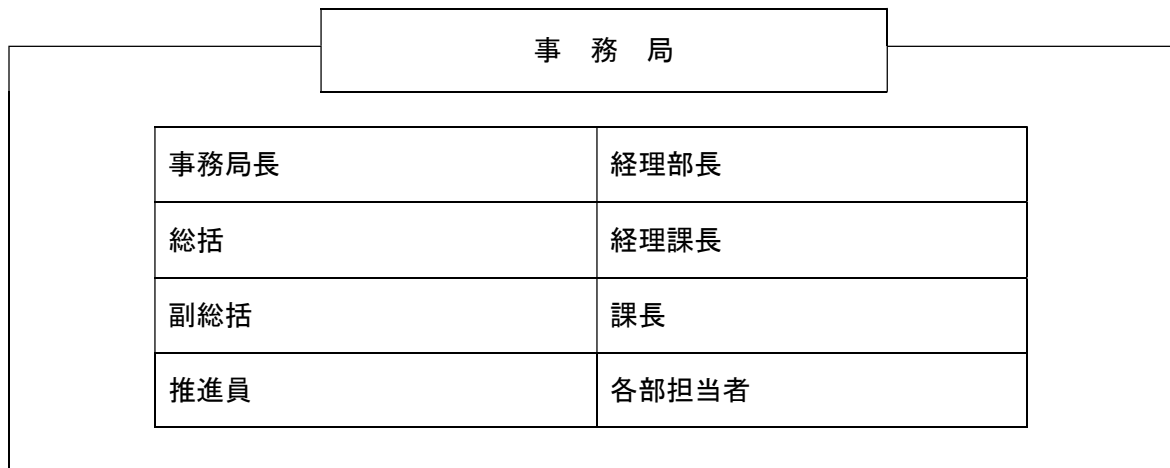 事　務　局
事務局長 経理部長
総括 経理課長
副総括 課長
推進員 各部担当者